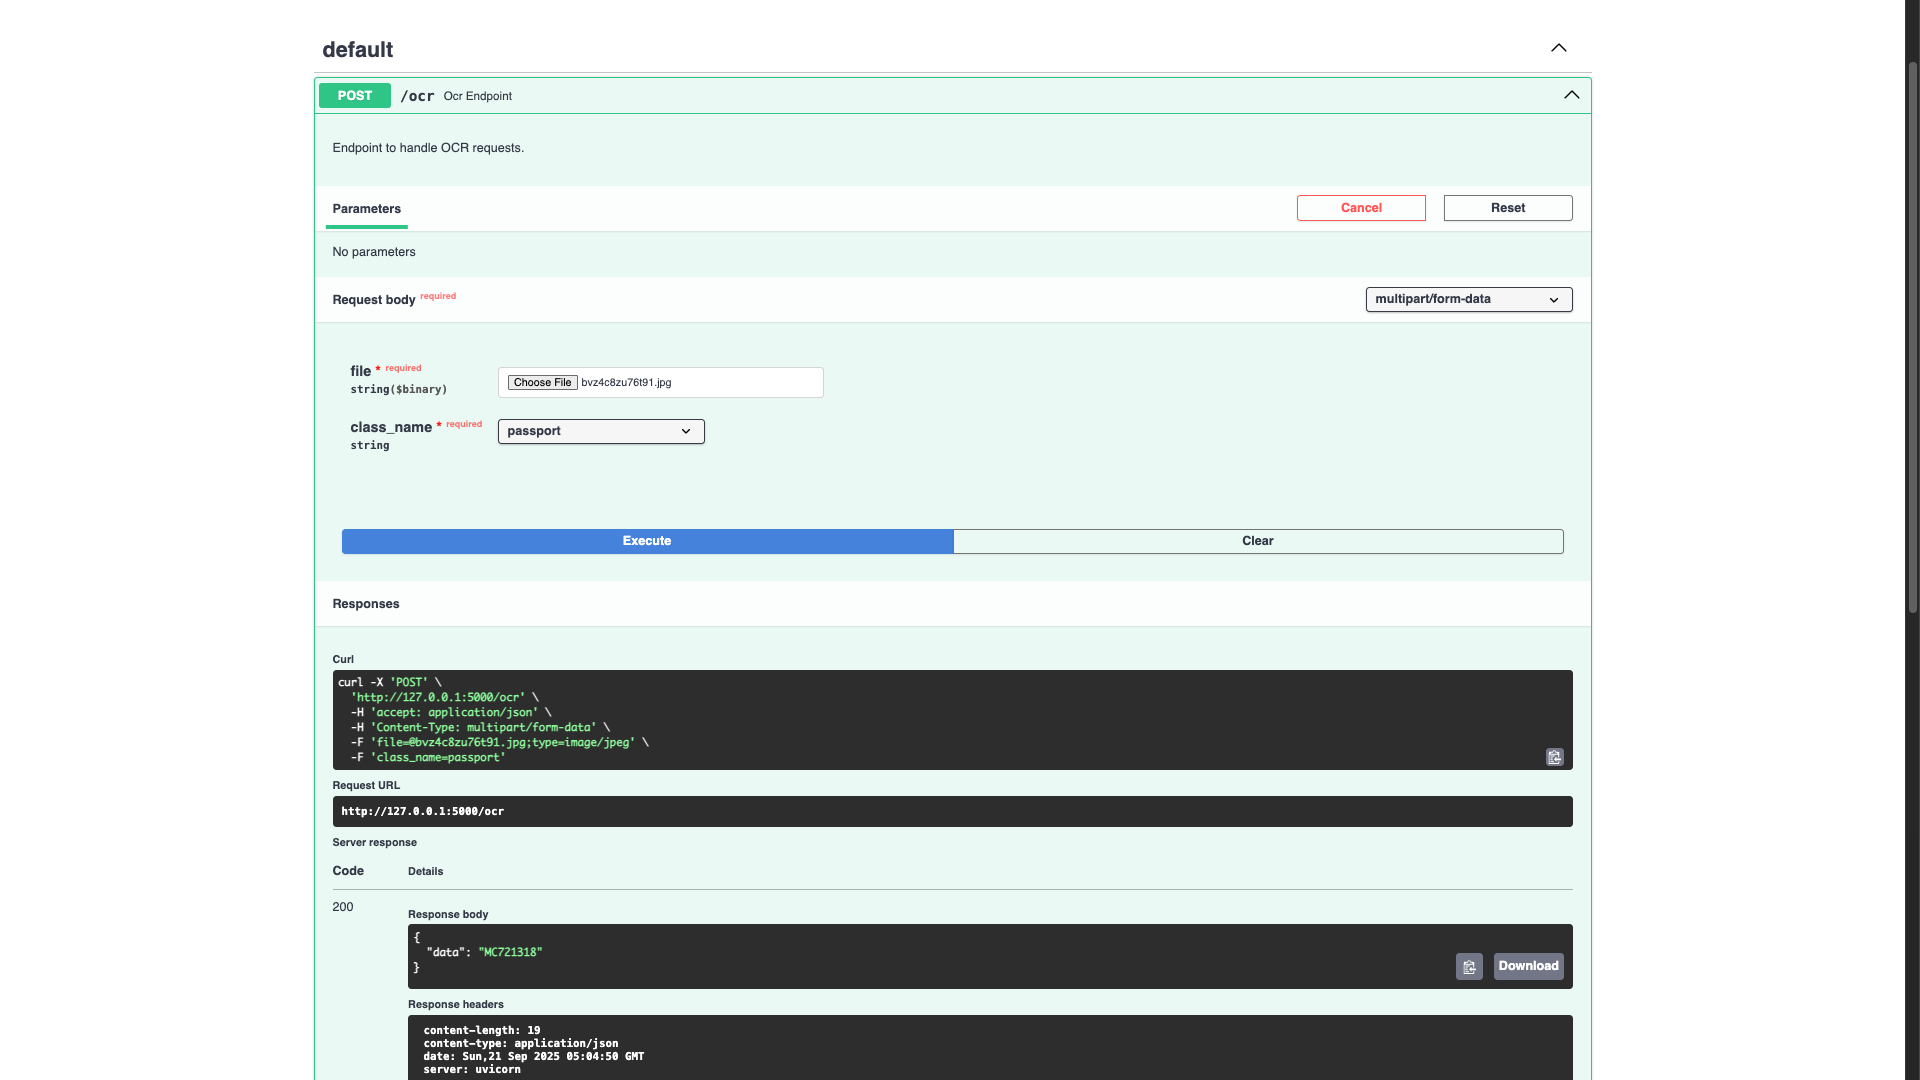 default
POST /ocr Ocr Endpoint
Endpoint to handle OCR requests.
Parameters
Cancel
Reset
No parameters
Request body required
multipart/form-data
file * required
string($binary)
Choose File bvz4c8zu76t91.jpg
class_name * required
string
passport
Execute
Clear
Responses
Curl
curl -X 'POST' \
'http://127.0.0.1:5000/ocr' \
-H 'accept: application/json' \
-H 'Content-Type: multipart/form-data' \
-F 'file=@bvz4c8zu76t91.jpg;type=image/jpeg' \
-F 'class_name=passport'
Request URL
http://127.0.0.1:5000/ocr
Server response
Code Details
200
Response body
{
"data": "MC721318"
}
Download
Response headers
content-length: 19
content-type: application/json
date: Sun,21 Sep 2025 05:04:50 GMT
server: uvicorn